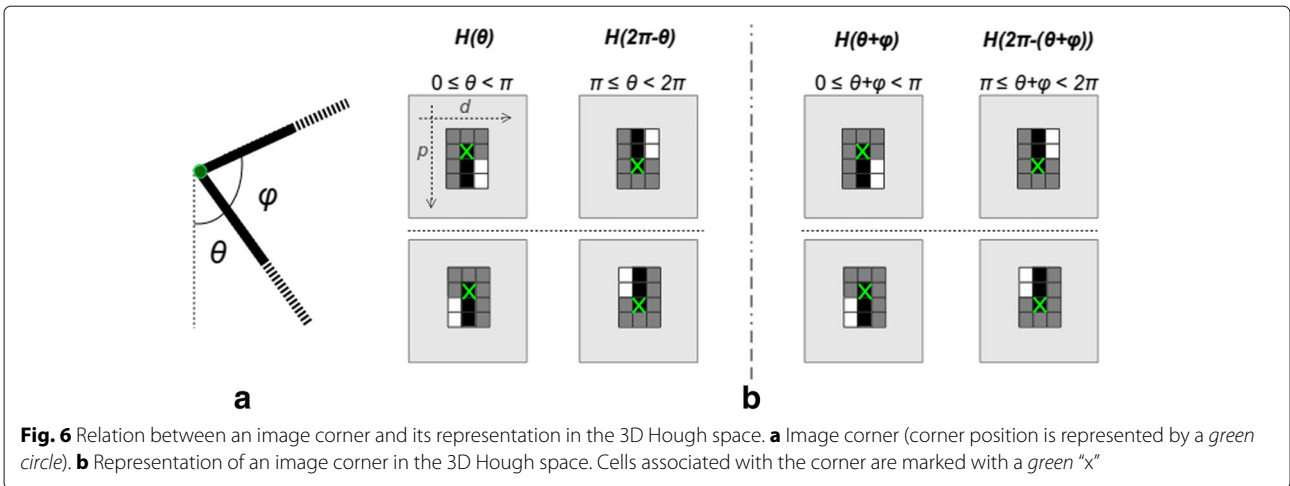 H(θ) H(2π-θ) H(θ+φ) H(2π-(θ+φ))
0 ≤ θ < π π ≤ θ < 2π 0 ≤ θ+φ < π π ≤ θ+φ < 2π
d
p
φ
θ
a b
Fig. 6 Relation between an image corner and its representation in the 3D Hough space. a Image corner (corner position is represented by a green
circle). b Representation of an image corner in the 3D Hough space. Cells associated with the corner are marked with a green “x”